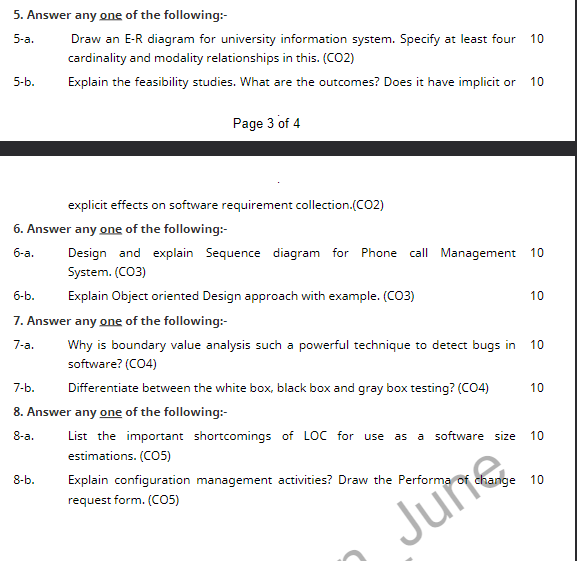 5. Answer any one of the following:-
5-a. Draw an E-R diagram for university information system. Specify at least four 10
cardinality and modality relationships in this. (CO2)
5-b. Explain the feasibility studies. What are the outcomes? Does it have implicit or 10
Page 3 of 4
explicit effects on software requirement collection.(CO2)
6. Answer any one of the following:-
6-a. Design and explain Sequence diagram for Phone call Management 10
System. (CO3)
6-b. Explain Object oriented Design approach with example. (CO3) 10
7. Answer any one of the following:-
7-a. Why is boundary value analysis such a powerful technique to detect bugs in 10
software? (CO4)
7-b. Differentiate between the white box, black box and gray box testing? (CO4) 10
8. Answer any one of the following:-
8-a. List the important shortcomings of LOC for use as a software size 10
estimations. (CO5)
8-b. Explain configuration management activities? Draw the Performa of change 10
request form. (CO5)
June